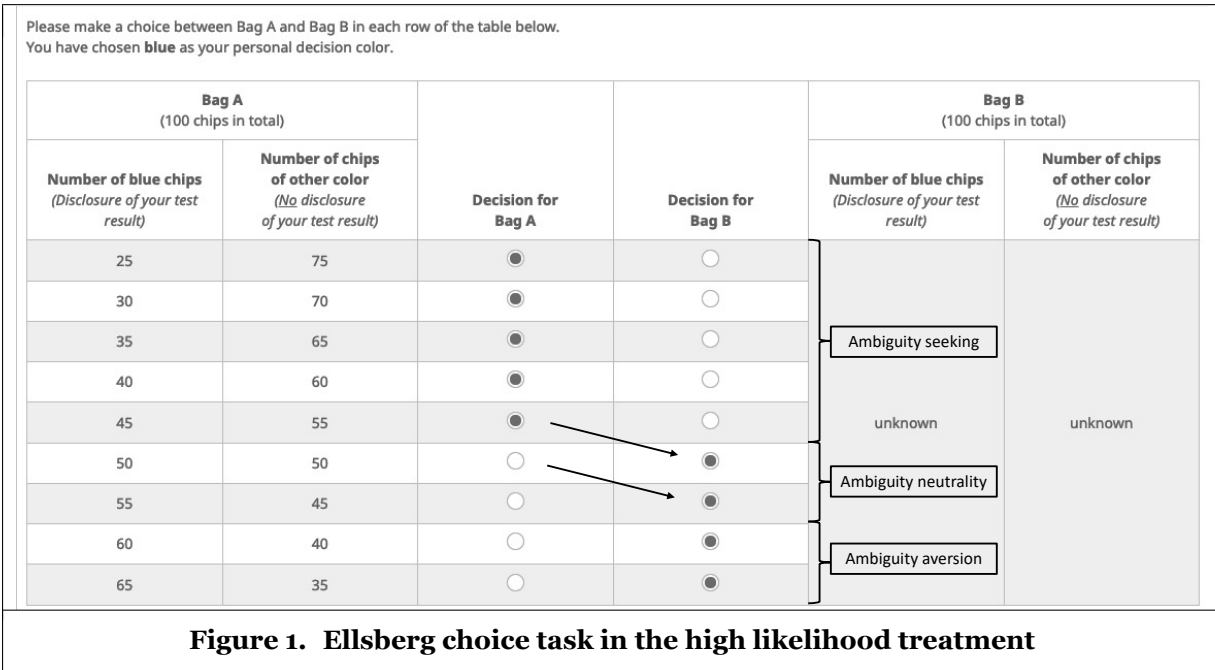 Please make a choice between Bag A and Bag B in each row of the table below.
You have chosen blue as your personal decision color.
Bag A
(100 chips in total)
Bag B
(100 chips in total)
Number of blue chips
(Disclosure of your test
result)
Number of chips
of other color
(No disclosure
of your test result)
Decision for
Bag A
Decision for
Bag B
Number of blue chips
(Disclosure of your test
result)
Number of chips
of other color
(No disclosure
of your test result)
25 75
30 70
35 65
Ambiguity seeking
40 60
45 55 unknown unknown
50 50
Ambiguity neutrality
55 45
60 40
Ambiguity aversion
65 35
Figure 1. Ellsberg choice task in the high likelihood treatment